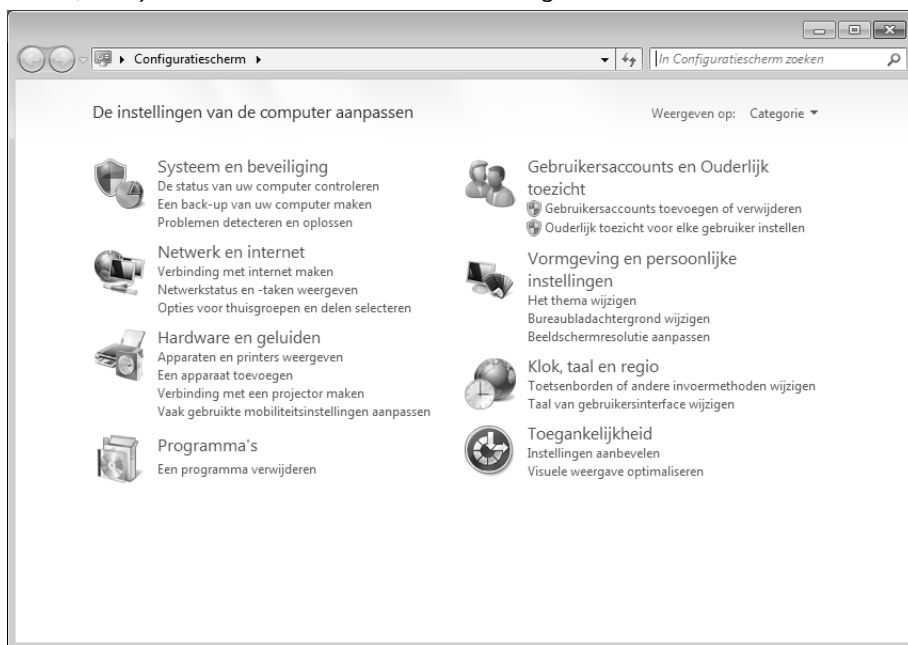 Configuratiescherm
In Configuratiescherm zoeken
De instellingen van de computer aanpassen
Weergeven op: Categorie
Systeem en beveiliging
De status van uw computer controleren
Een back-up van uw computer maken
Problemen detecteren en oplossen
Netwerk en internet
Verbinding met internet maken
Netwerkstatus en -taken weergeven
Opties voor thuisgroepen en delen selecteren
Hardware en geluiden
Apparaten en printers weergeven
Een apparaat toevoegen
Verbinding met een projector maken
Vaak gebruikte mobiliteitsinstellingen aanpassen
Programma's
Een programma verwijderen
Gebruikersaccounts en Ouderlijk
toezicht
Gebruikersaccounts toevoegen of verwijderen
Ouderlijk toezicht voor elke gebruiker instellen
Vormgeving en persoonlijke
instellingen
Het thema wijzigen
Bureaubladachtergrond wijzigen
Beeldschermresolutie aanpassen
Klok, taal en regio
Toetsenborden of andere invoermethoden wijzigen
Taal van gebruikersinterface wijzigen
Toegankelijkheid
Instellingen aanbevelen
Visuele weergave optimaliseren